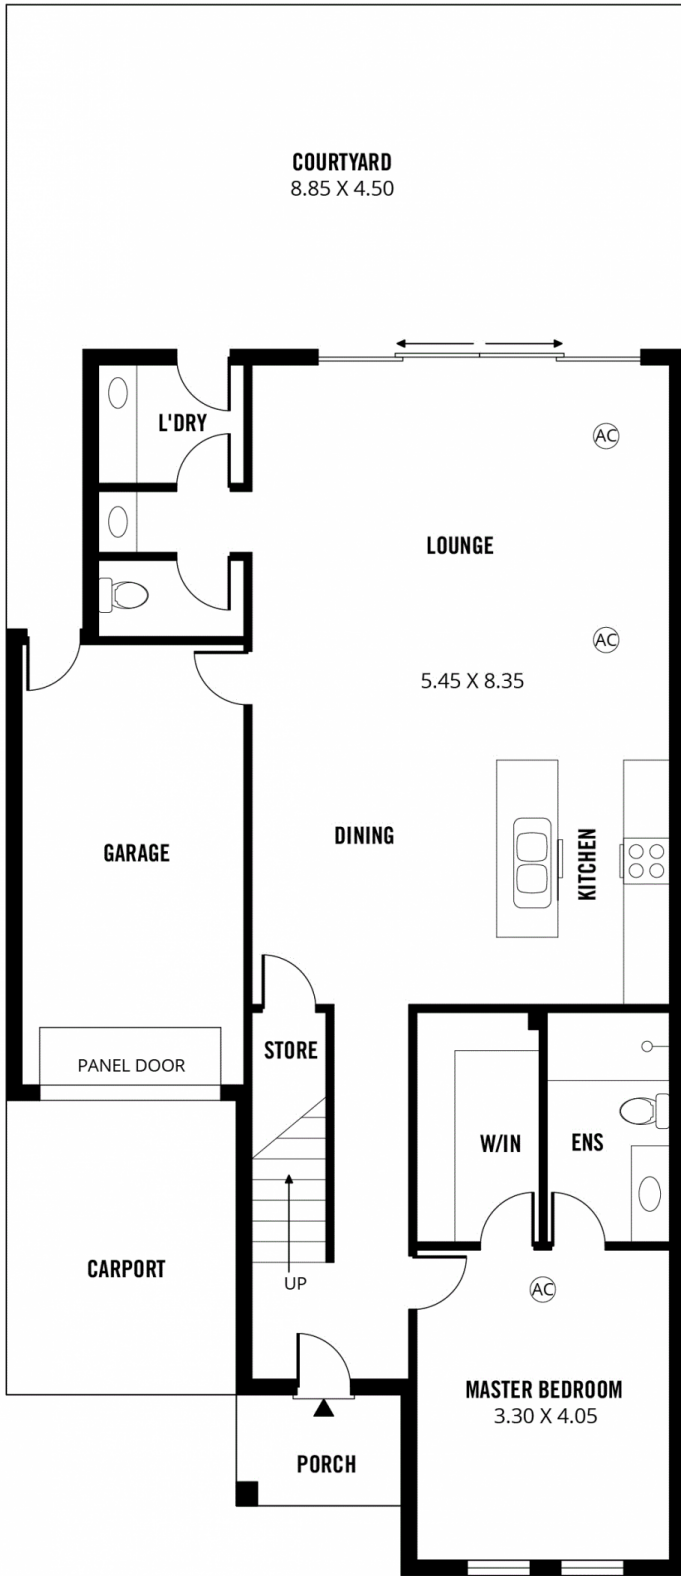 COURTYARD
8.85 X 4.50
L'DRY
AC
LOUNGE
AC
5.45 X 8.35
DINING
KITCHEN
GARAGE
STORE
PANEL DOOR
W/IN
ENS
CARPORT
UP
AC
MASTER BEDROOM
3.30 X 4.05
PORCH